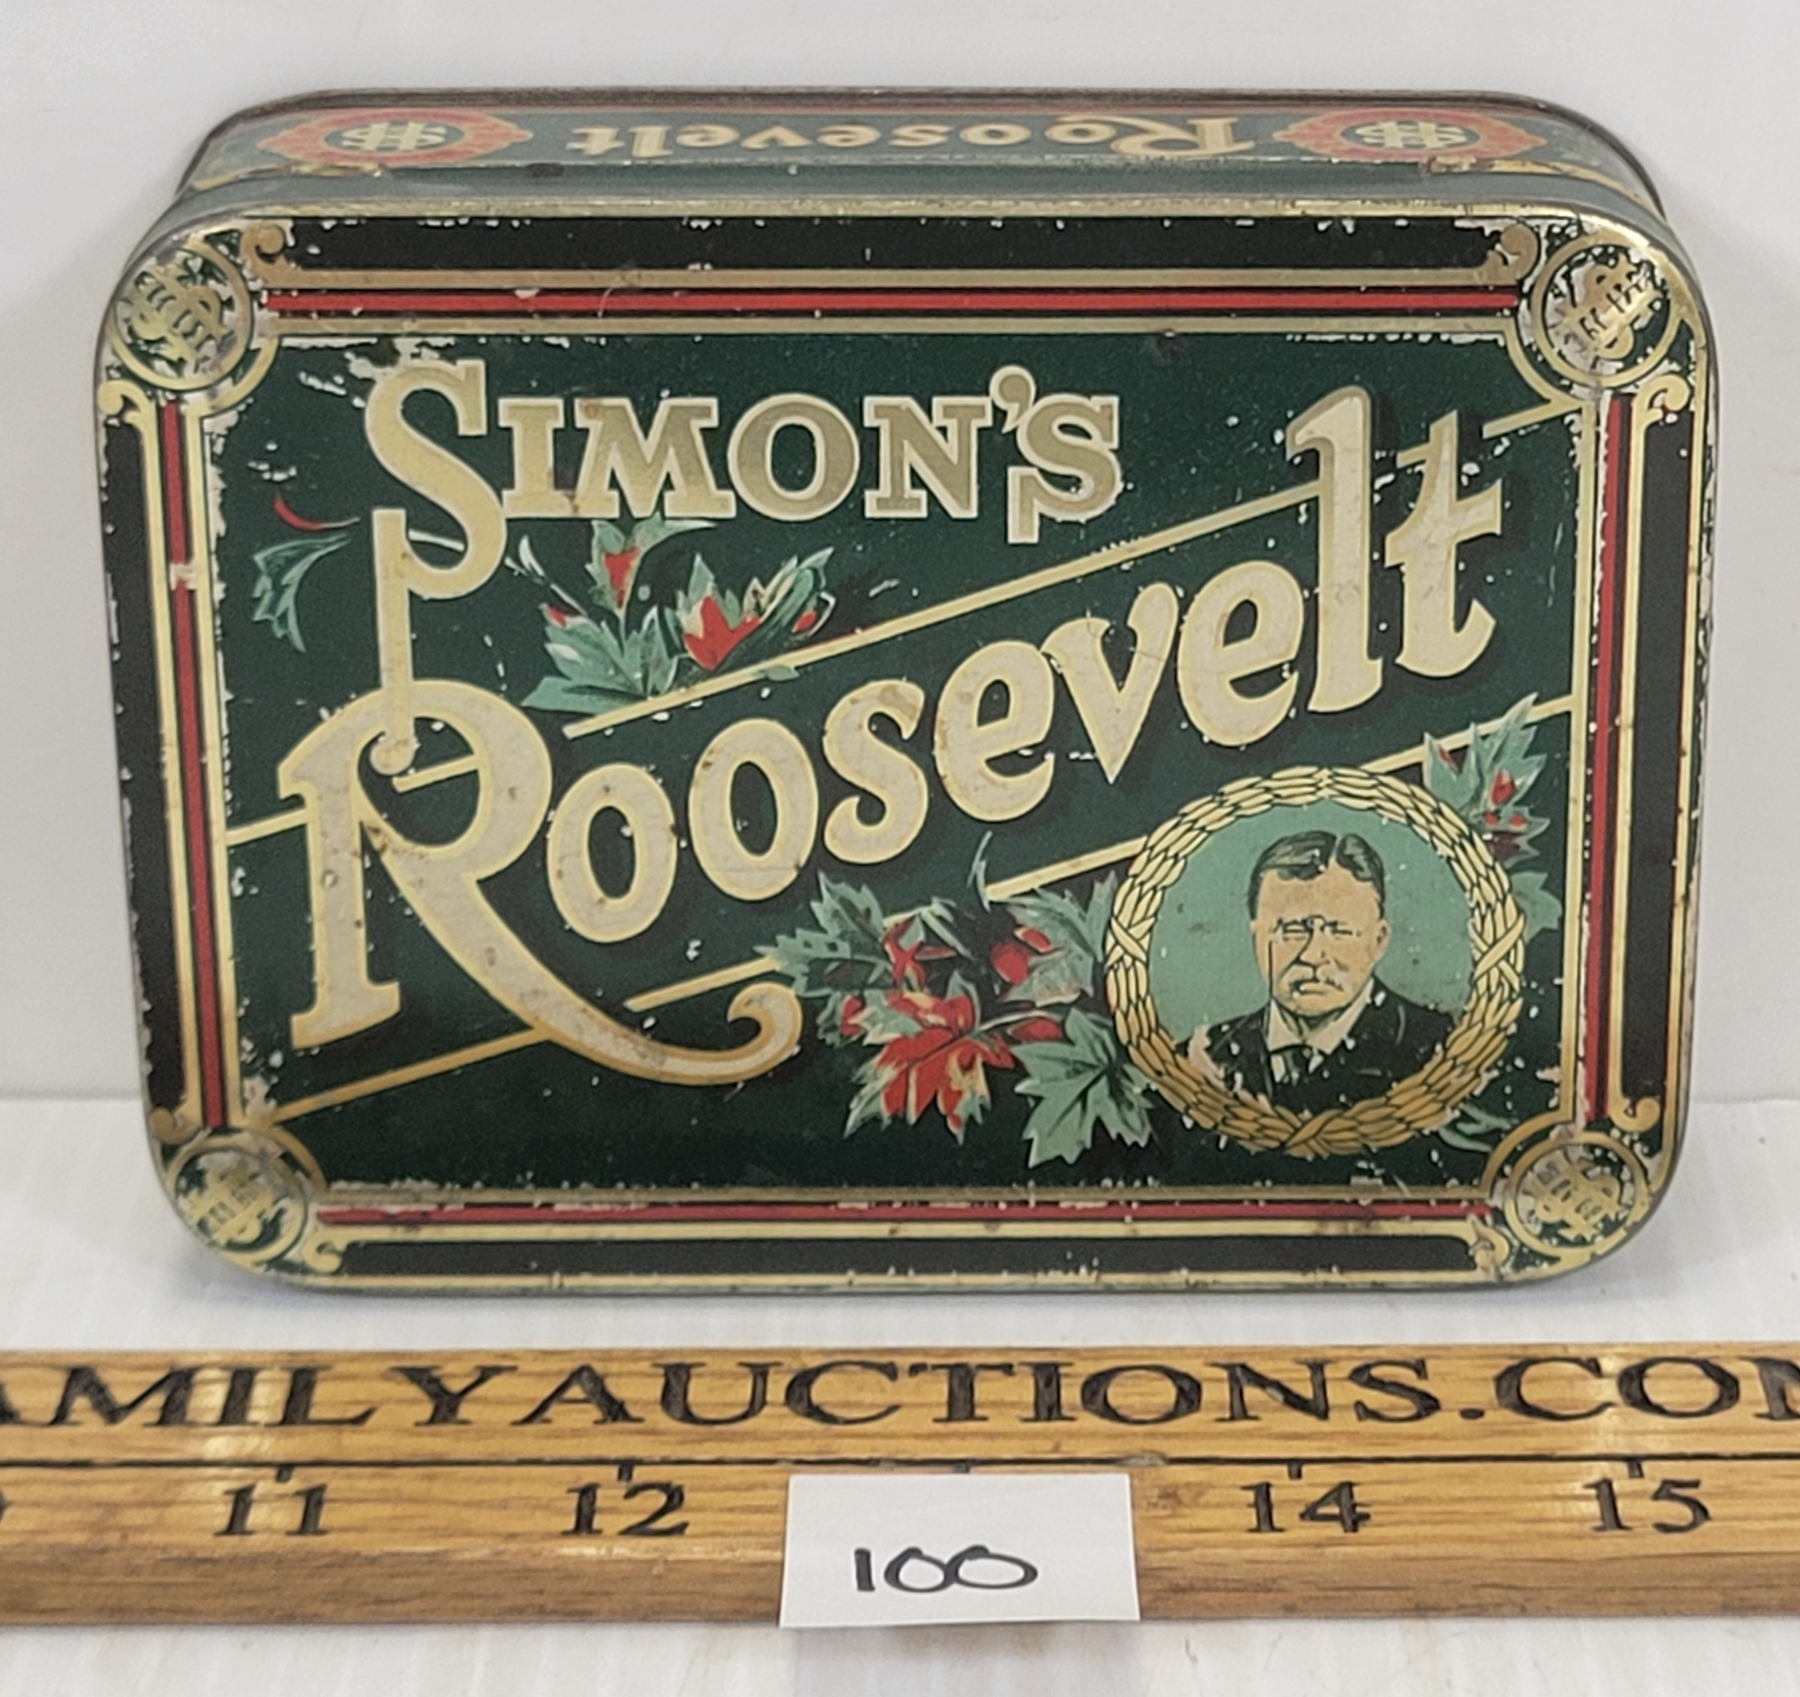 Roosevelt
SIMON'S
Roosevelt
AMILYAUCTIONS.CO
11 12 14 15
100